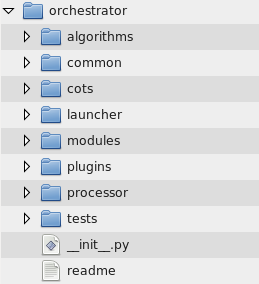 orchestrator
algorithms
common
cots
launcher
modules
plugins
processor
tests
__init__.py
readme